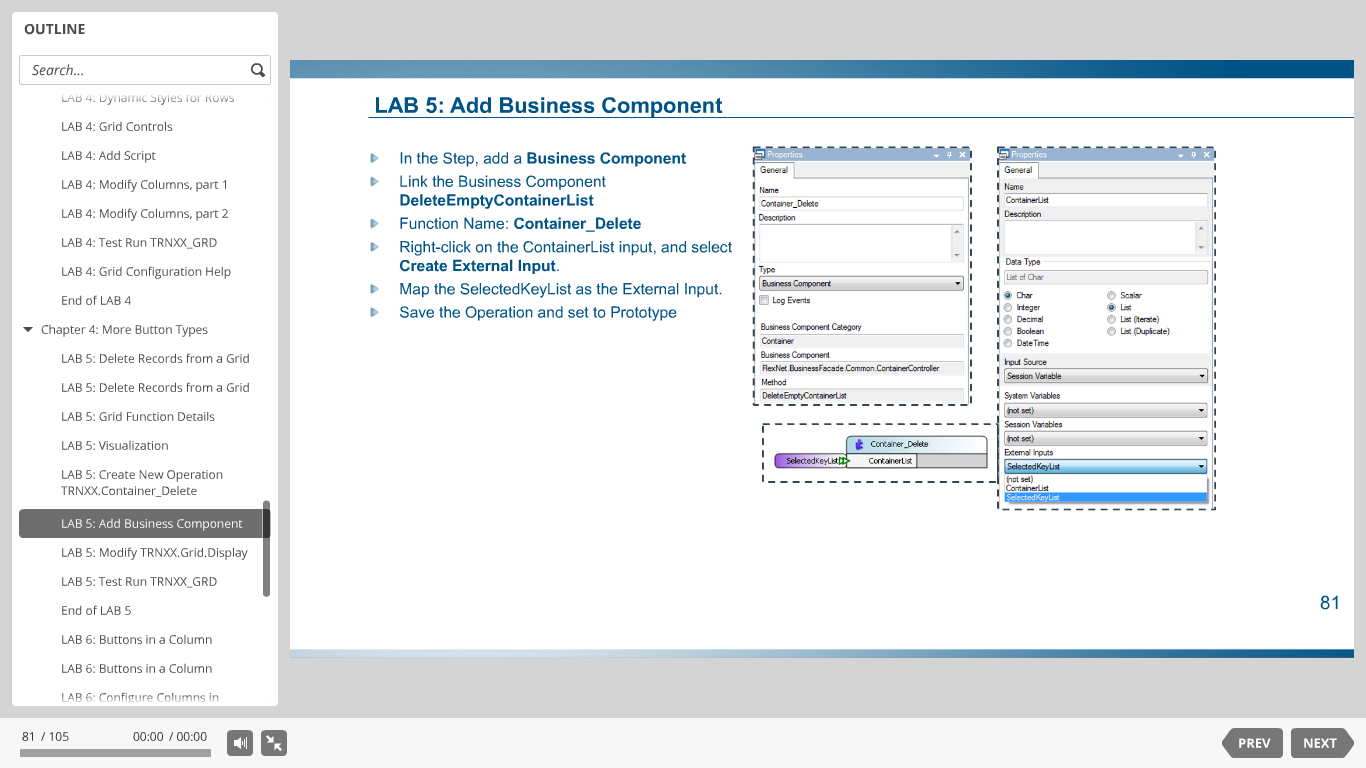 OUTLINE
Search...
LAB 4: Dynamic Styles for Rows
LAB 4: Grid Controls
LAB 4: Add Script
LAB 4: Modify Columns, part 1
LAB 4: Modify Columns, part 2
LAB 4: Test Run TRNXX_GRD
LAB 4: Grid Configuration Help
End of LAB 4
Chapter 4: More Button Types
LAB 5: Delete Records from a Grid
LAB 5: Delete Records from a Grid
LAB 5: Grid Function Details
LAB 5: Visualization
LAB 5: Create New Operation
TRNXX.Container_Delete
LAB 5: Add Business Component
LAB 5: Modify TRNXX.Grid.Display
LAB 5: Test Run TRNXX_GRD
End of LAB 5
LAB 6: Buttons in a Column
LAB 6: Buttons in a Column
LAB 6: Configure Columns in
LAB 5: Add Business Component
In the Step, add a Business Component
Link the Business Component
DeleteEmptyContainerList
Function Name: Container_Delete
Right-click on the ContainerList input, and select
Create External Input.
Map the SelectedKeyList as the External Input.
Save the Operation and set to Prototype
Properties
General
Name
Container_Delete
Description
Type
Business Component
Log Events
Business Component Category
Container
Business Component
FlexNet.BusinessFacade.Common.ContainerController
Method
DeleteEmptyContainerList
Container_Delete
SelectedKeyList
ContainerList
Properties
General
Name
ContainerList
Description
Data Type
List of Char
Char
Scalar
Integer
List
Decimal
List (Iterate)
Boolean
List (Duplicate)
DateTime
Input Source
Session Variable
System Variables
(not set)
Session Variables
(not set)
External Inputs
SelectedKeyList
(not set)
ContainerList
SelectedKeyList
81
81 / 105
00:00 / 00:00
PREV
NEXT